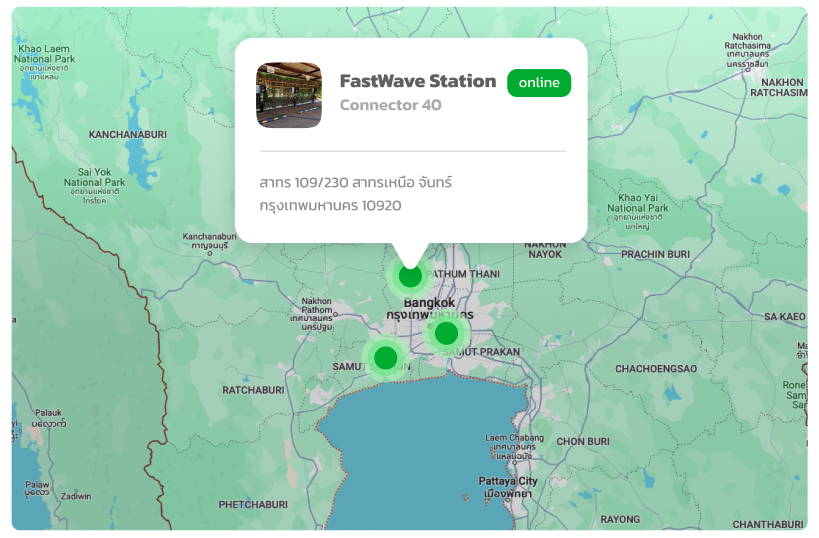 Khao Laem
National Park
อุทยานแห่งชาติ
เขาแหลม
Nakhon
Ratchasima
เทศบาลนคร
นครราชสีมา
NAKHON
RATCHASIM
FastWave Station
online
Connector 40
KANCHANABURI
Sai Yok
National Park
อุทยานแห่งชาติ
ไทรโยค
สาทร 109/230 สาทรเหนือ จันทร์
กรุงเทพมหานคร 10920
Khao Yai
National Park
อุทยานแห่งชาติ
เขาใหญ่
Kanchanaburi
กาญจนบุรี
NAKHON
NAYOK
PRACHIN BURI
PATHUM THANI
Nakhon
Pathom
เทศบาลนคร
นครปฐม
Bangkok
กรุงเทพมหานคร
SA KAEO
SAMUT PRAKAN
SAMUT
CHACHOENGSAO
RATCHABURI
Palauk
ပလောက်
Laem Chabang
เทศบาลนคร
แหลมฉบัง
CHON BURI
Pattaya City
เมืองพัทยา
Palaw
ပုလော
Zadiwin
PHETCHABURI
RAYONG
CHANTHABURI